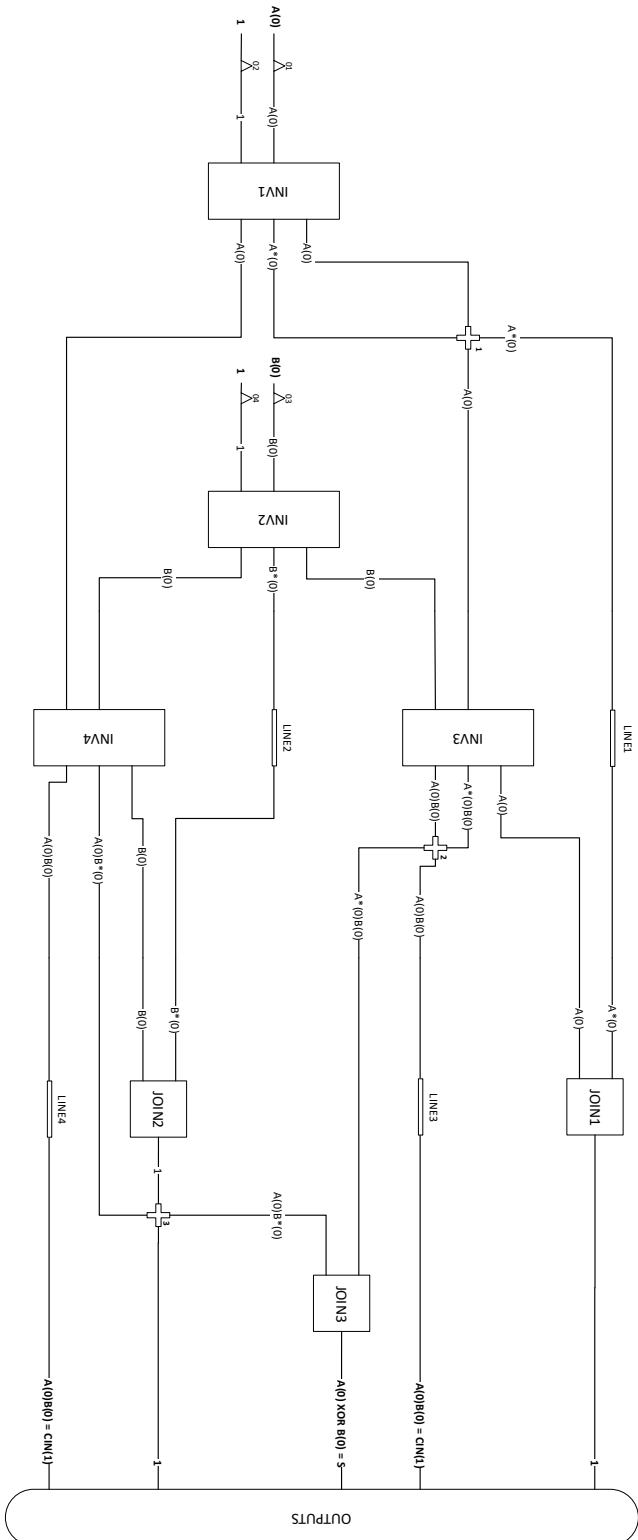 A(0)
1
01
02
A(0)
1
INV1
A(0)
A*(0)
A(0)
1
A*(0)
A(0)
B(0)
1
03
04
B(0)
1
INV2
B(0)
B*(0)
B(0)
INV4
LINE2
INV3
LINE1
A(0)B(0)
A(0)B*(0)
B(0)
A(0)B(0)
A*(0)B(0)
A(0)
2
A*(0)B(0)
A(0)B(0)
B(0)
B*(0)
A(0)
A*(0)
LINE4
JOIN2
LINE3
JOIN1
1
3
A(0)B*(0)
JOIN3
A(0)B(0) = CIN(1)
1
A(0) XOR B(0) = S
A(0)B(0) = CIN(1)
1
OUTPUTS